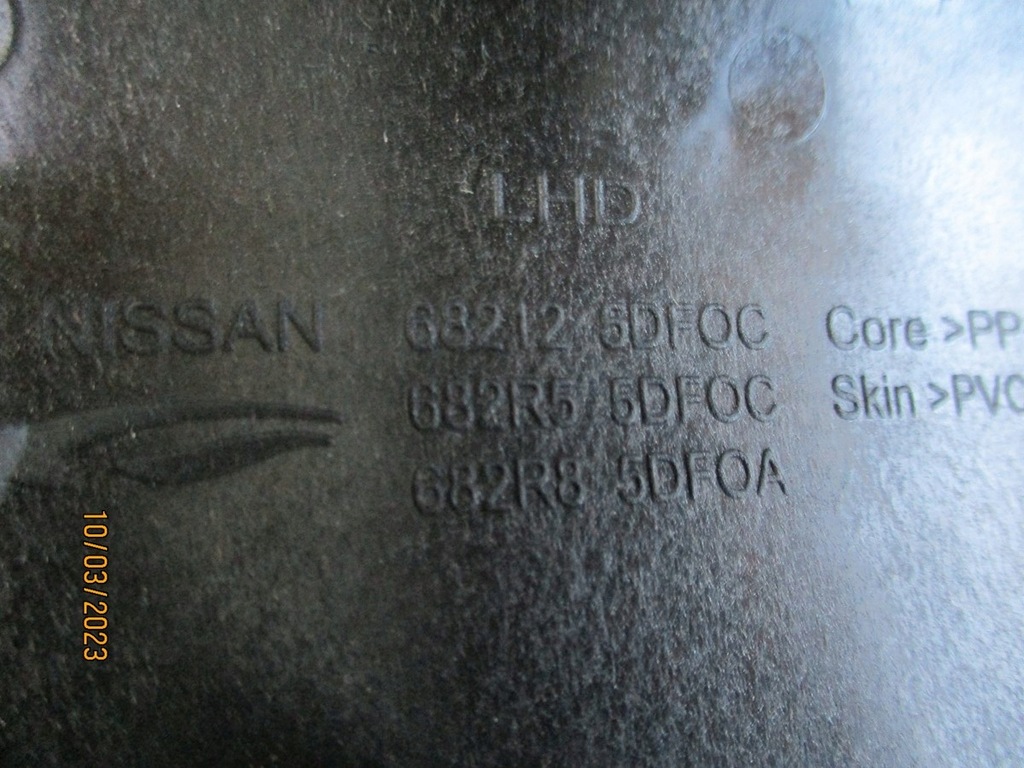 LHD
NISSAN 68212 5DF0C Core >PP
682R5 5DF0C Skin >PVC
682R8 5DF0A
10/03/2023